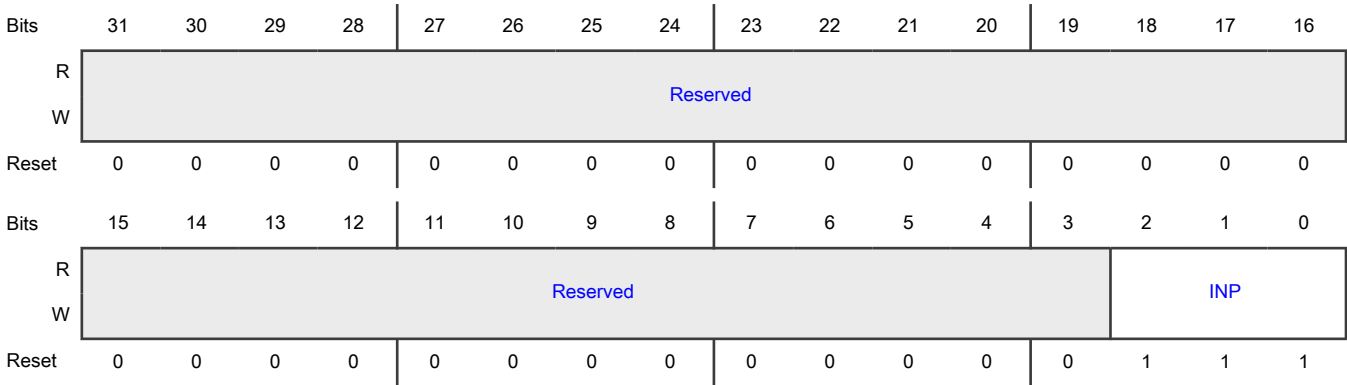 Bits 31 30 29 28 27 26 25 24 23 22 21 20 19 18 17 16
R
Reserved
W
Reset 0 0 0 0 0 0 0 0 0 0 0 0 0 0 0 0
Bits 15 14 13 12 11 10 9 8 7 6 5 4 3 2 1 0
R
Reserved INP
W
Reset 0 0 0 0 0 0 0 0 0 0 0 0 0 1 1 1